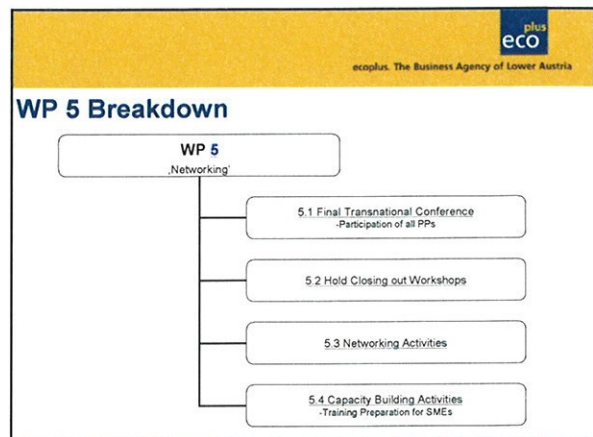 plus
eco
ecoplus. The Business Agency of Lower Austria
WP 5 Breakdown
WP 5
‚Networking‘
5.1 Final Transnational Conference
-Participation of all PPs
5.2 Hold Closing out Workshops
5.3 Networking Activities
5.4 Capacity Building Activities
-Training Preparation for SMEs